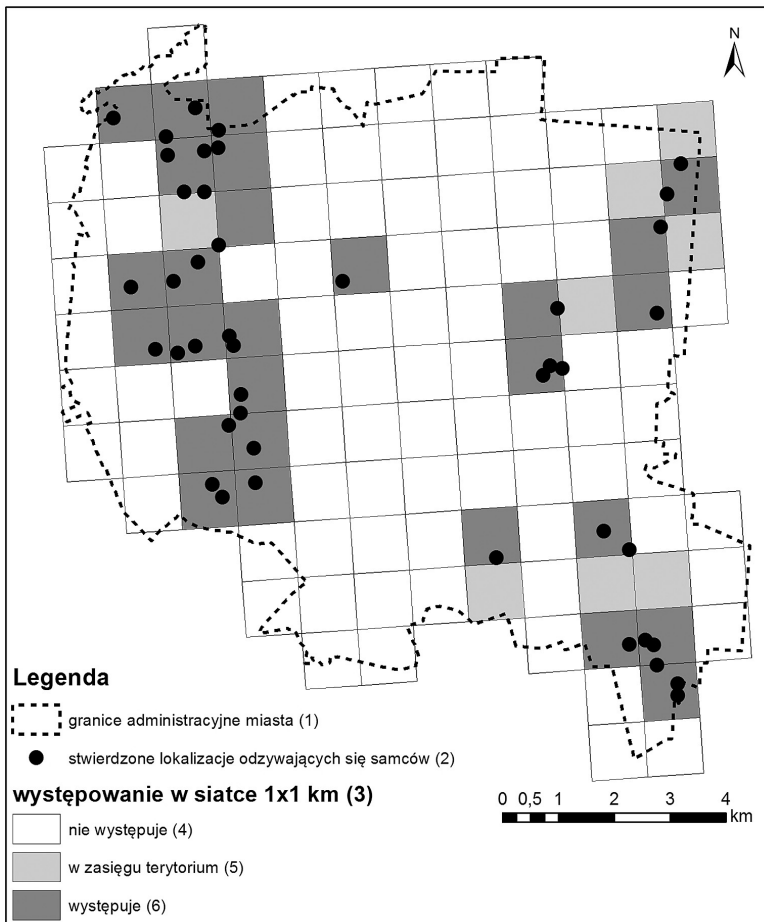 N
Legenda
granice administracyjne miasta (1)
stwierdzone lokalizacje odzywających się samców (2)
występowanie w siatce 1x1 km (3)
nie występuje (4)
w zasięgu terytorium (5)
występuje (6)
0 0,5 1 2 3 4
km